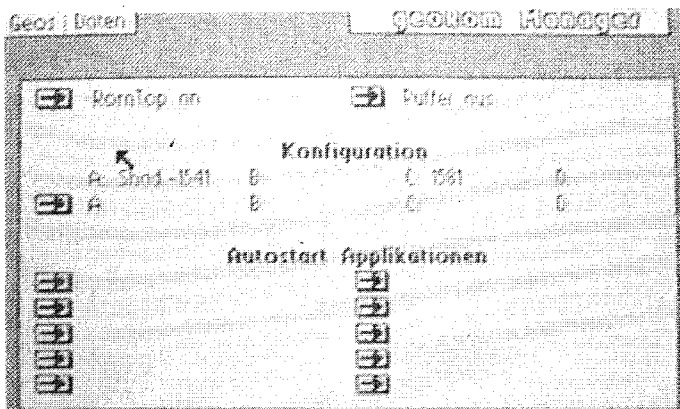 Geos | Daten geoRom Manager
RomTop an Puffer aus
Konfiguration
A: Shad.-1541 B: C: 1581 D:
A: B: C: D:
Autostart Applikationen